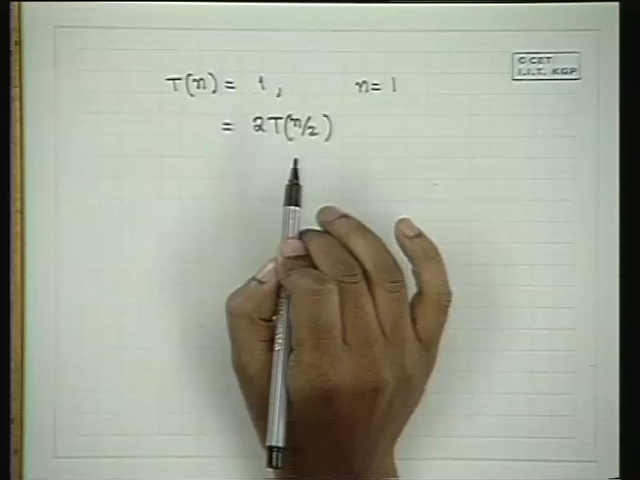 T(n) = 1, n=1
= 2T(n/2)
© CET
I.I.T. KGP